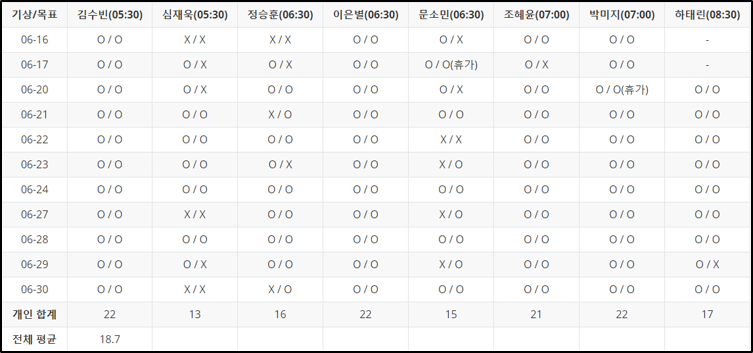 기상/목표 김수빈(05:30) 심재욱(05:30) 정승훈(06:30) 이은별(06:30) 문소민(06:30) 조혜윤(07:00) 박미지(07:00) 하태린(08:30)
06-16 O / O X / X X / X O / O O / X O / O O / O -
06-17 O / O O / X O / X O / O O / O(휴가) O / X O / O -
06-20 O / O O / X O / O O / O O / X O / O O / O(휴가) O / O
06-21 O / O O / O X / O O / O O / O O / O O / O O / O
06-22 O / O O / O O / O O / O X / X O / O O / O O / O
06-23 O / O O / O O / X O / O X / O O / O O / O O / O
06-24 O / O O / O O / O O / O O / O O / O O / O O / O
06-27 O / O X / X O / O O / O X / O O / O O / O O / O
06-28 O / O O / O O / O O / O O / O O / O O / O O / O
06-29 O / O O / X O / O O / O X / O O / O O / O O / X
06-30 O / O X / X X / O O / O O / O O / O O / O O / O
개인 합계 22 13 16 22 15 21 22 17
전체 평균 18.7